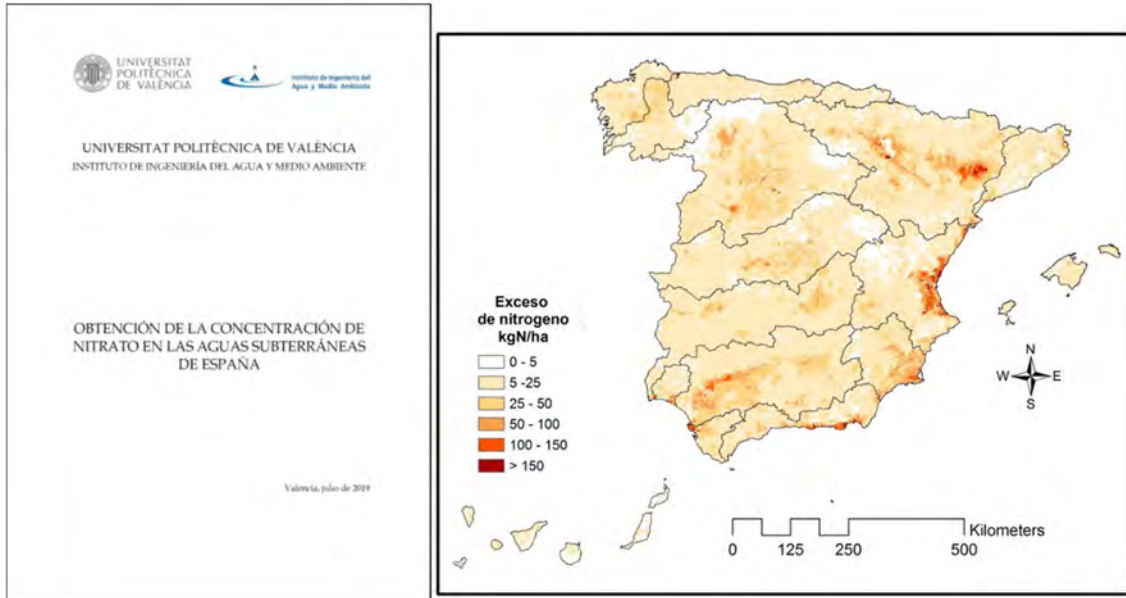 UNIVERSITAT
POLITÈCNICA
DE VALÈNCIA
Instituto de Ingeniería del
Agua y Medio Ambiente
UNIVERSITAT POLITÈCNICA DE VALÈNCIA
INSTITUTO DE INGENIERÍA DEL AGUA Y MEDIO AMBIENTE
OBTENCIÓN DE LA CONCENTRACIÓN DE
NITRATO EN LAS AGUAS SUBTERRÁNEAS
DE ESPAÑA
Valencia, julio de 2019
Exceso
de nitrogeno
kgN/ha
0 - 5
5 -25
25 - 50
50 - 100
100 - 150
> 150
N
W E
S
Kilometers
0 125 250 500